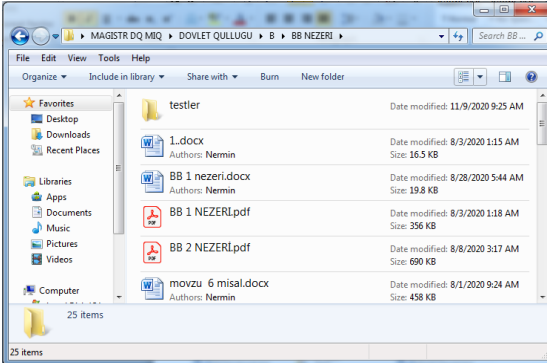 MAGISTR DQ MIQ DOVLET QULLUGU B BB NEZERI Search BB ...
File Edit View Tools Help
Organize Include in library Share with Burn New folder
Favorites
Desktop
Downloads
Recent Places
Libraries
Apps
Documents
Music
Pictures
Videos
Computer
testler Date modified: 11/9/2020 9:25 AM
1..docx Date modified: 8/3/2020 1:15 AM
Authors: Nermin Size: 16.5 KB
BB 1 nezeri.docx Date modified: 8/28/2020 5:44 AM
Authors: Nermin Size: 19.8 KB
BB 1 NEZERİ.pdf Date modified: 8/3/2020 1:18 AM
Size: 356 KB
BB 2 NEZERİ.pdf Date modified: 8/8/2020 3:17 AM
Size: 690 KB
movzu 6 misal.docx Date modified: 8/1/2020 9:24 AM
Authors: Nermin Size: 458 KB
25 items
25 items